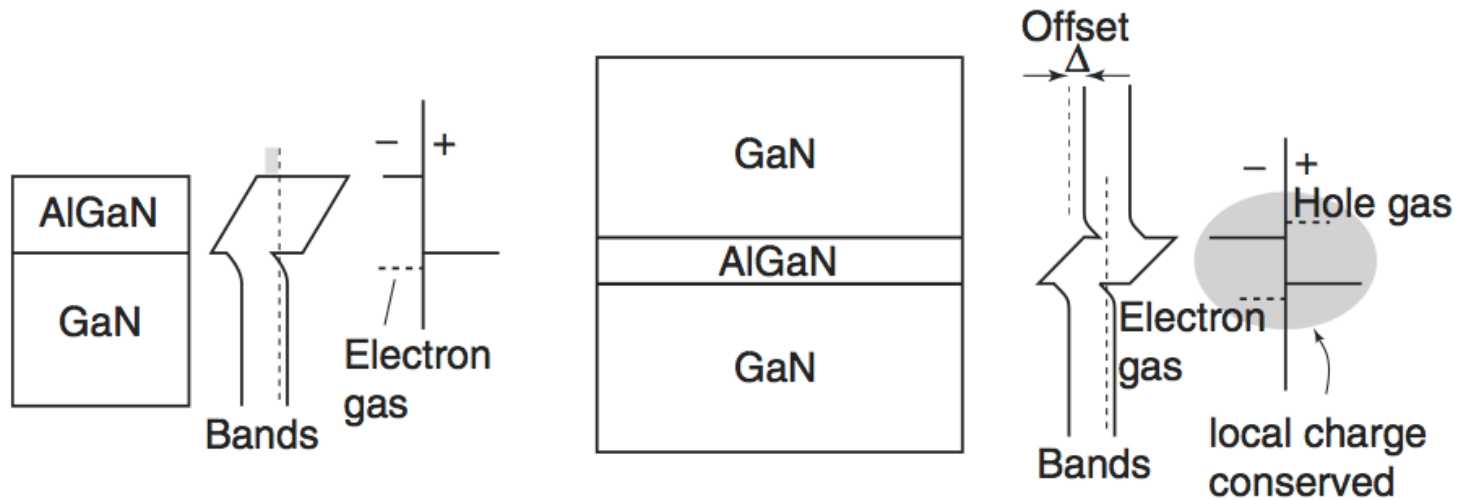 AlGaN
GaN
Bands
− +
Electron
gas
GaN
AlGaN
GaN
Offset
Δ
Bands
Electron
gas
− +
Hole gas
local charge
conserved